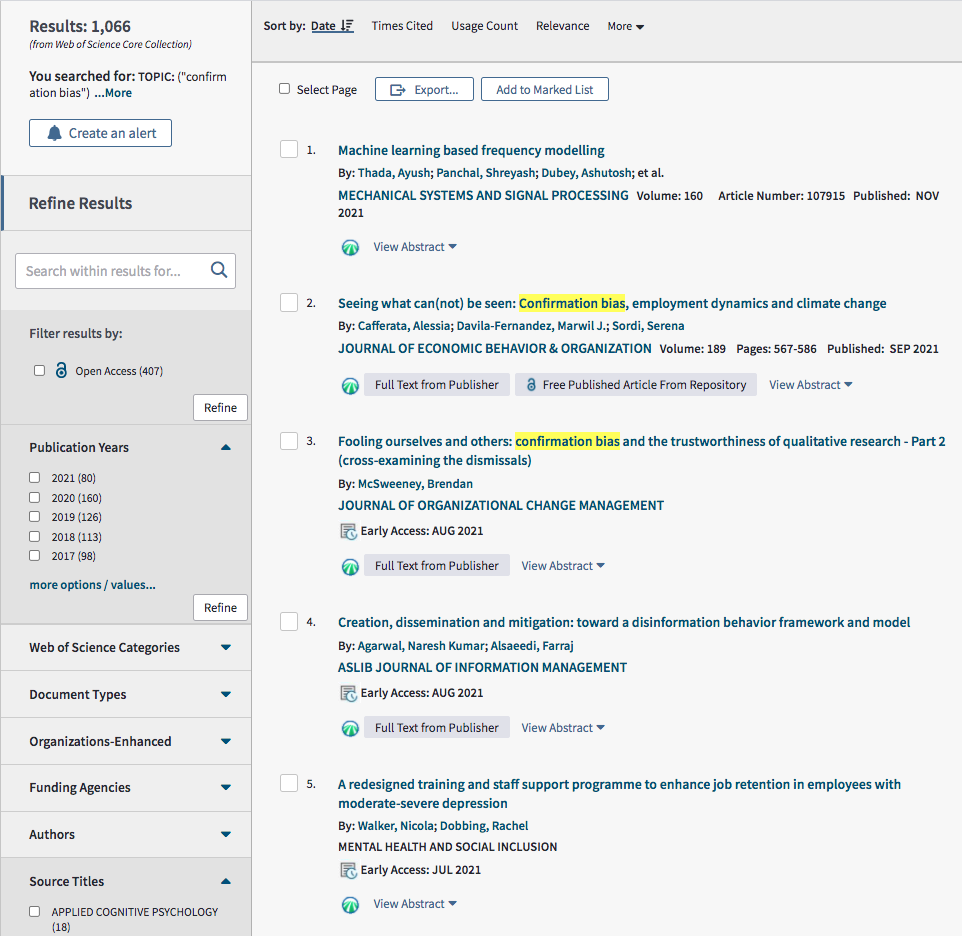 Results: 1,066
(from Web of Science Core Collection)
You searched for: TOPIC: ("confirm
ation bias") ...More
Create an alert
Refine Results
Search within results for...
Filter results by:
Open Access (407)
Refine
Publication Years
2021 (80)
2020 (160)
2019 (126)
2018 (113)
2017 (98)
more options / values...
Refine
Web of Science Categories
Document Types
Organizations-Enhanced
Funding Agencies
Authors
Source Titles
APPLIED COGNITIVE PSYCHOLOGY
(18)
Sort by: Date Times Cited Usage Count Relevance More
Select Page Export... Add to Marked List
1. Machine learning based frequency modelling
By: Thada, Ayush; Panchal, Shreyash; Dubey, Ashutosh; et al.
MECHANICAL SYSTEMS AND SIGNAL PROCESSING Volume: 160 Article Number: 107915 Published: NOV
2021
View Abstract
2. Seeing what can(not) be seen: Confirmation bias, employment dynamics and climate change
By: Cafferata, Alessia; Davila-Fernandez, Marwil J.; Sordi, Serena
JOURNAL OF ECONOMIC BEHAVIOR & ORGANIZATION Volume: 189 Pages: 567-586 Published: SEP 2021
Full Text from Publisher Free Published Article From Repository View Abstract
3. Fooling ourselves and others: confirmation bias and the trustworthiness of qualitative research - Part 2
(cross-examining the dismissals)
By: McSweeney, Brendan
JOURNAL OF ORGANIZATIONAL CHANGE MANAGEMENT
Early Access: AUG 2021
Full Text from Publisher View Abstract
4. Creation, dissemination and mitigation: toward a disinformation behavior framework and model
By: Agarwal, Naresh Kumar; Alsaeedi, Farraj
ASLIB JOURNAL OF INFORMATION MANAGEMENT
Early Access: AUG 2021
Full Text from Publisher View Abstract
5. A redesigned training and staff support programme to enhance job retention in employees with
moderate-severe depression
By: Walker, Nicola; Dobbing, Rachel
MENTAL HEALTH AND SOCIAL INCLUSION
Early Access: JUL 2021
View Abstract